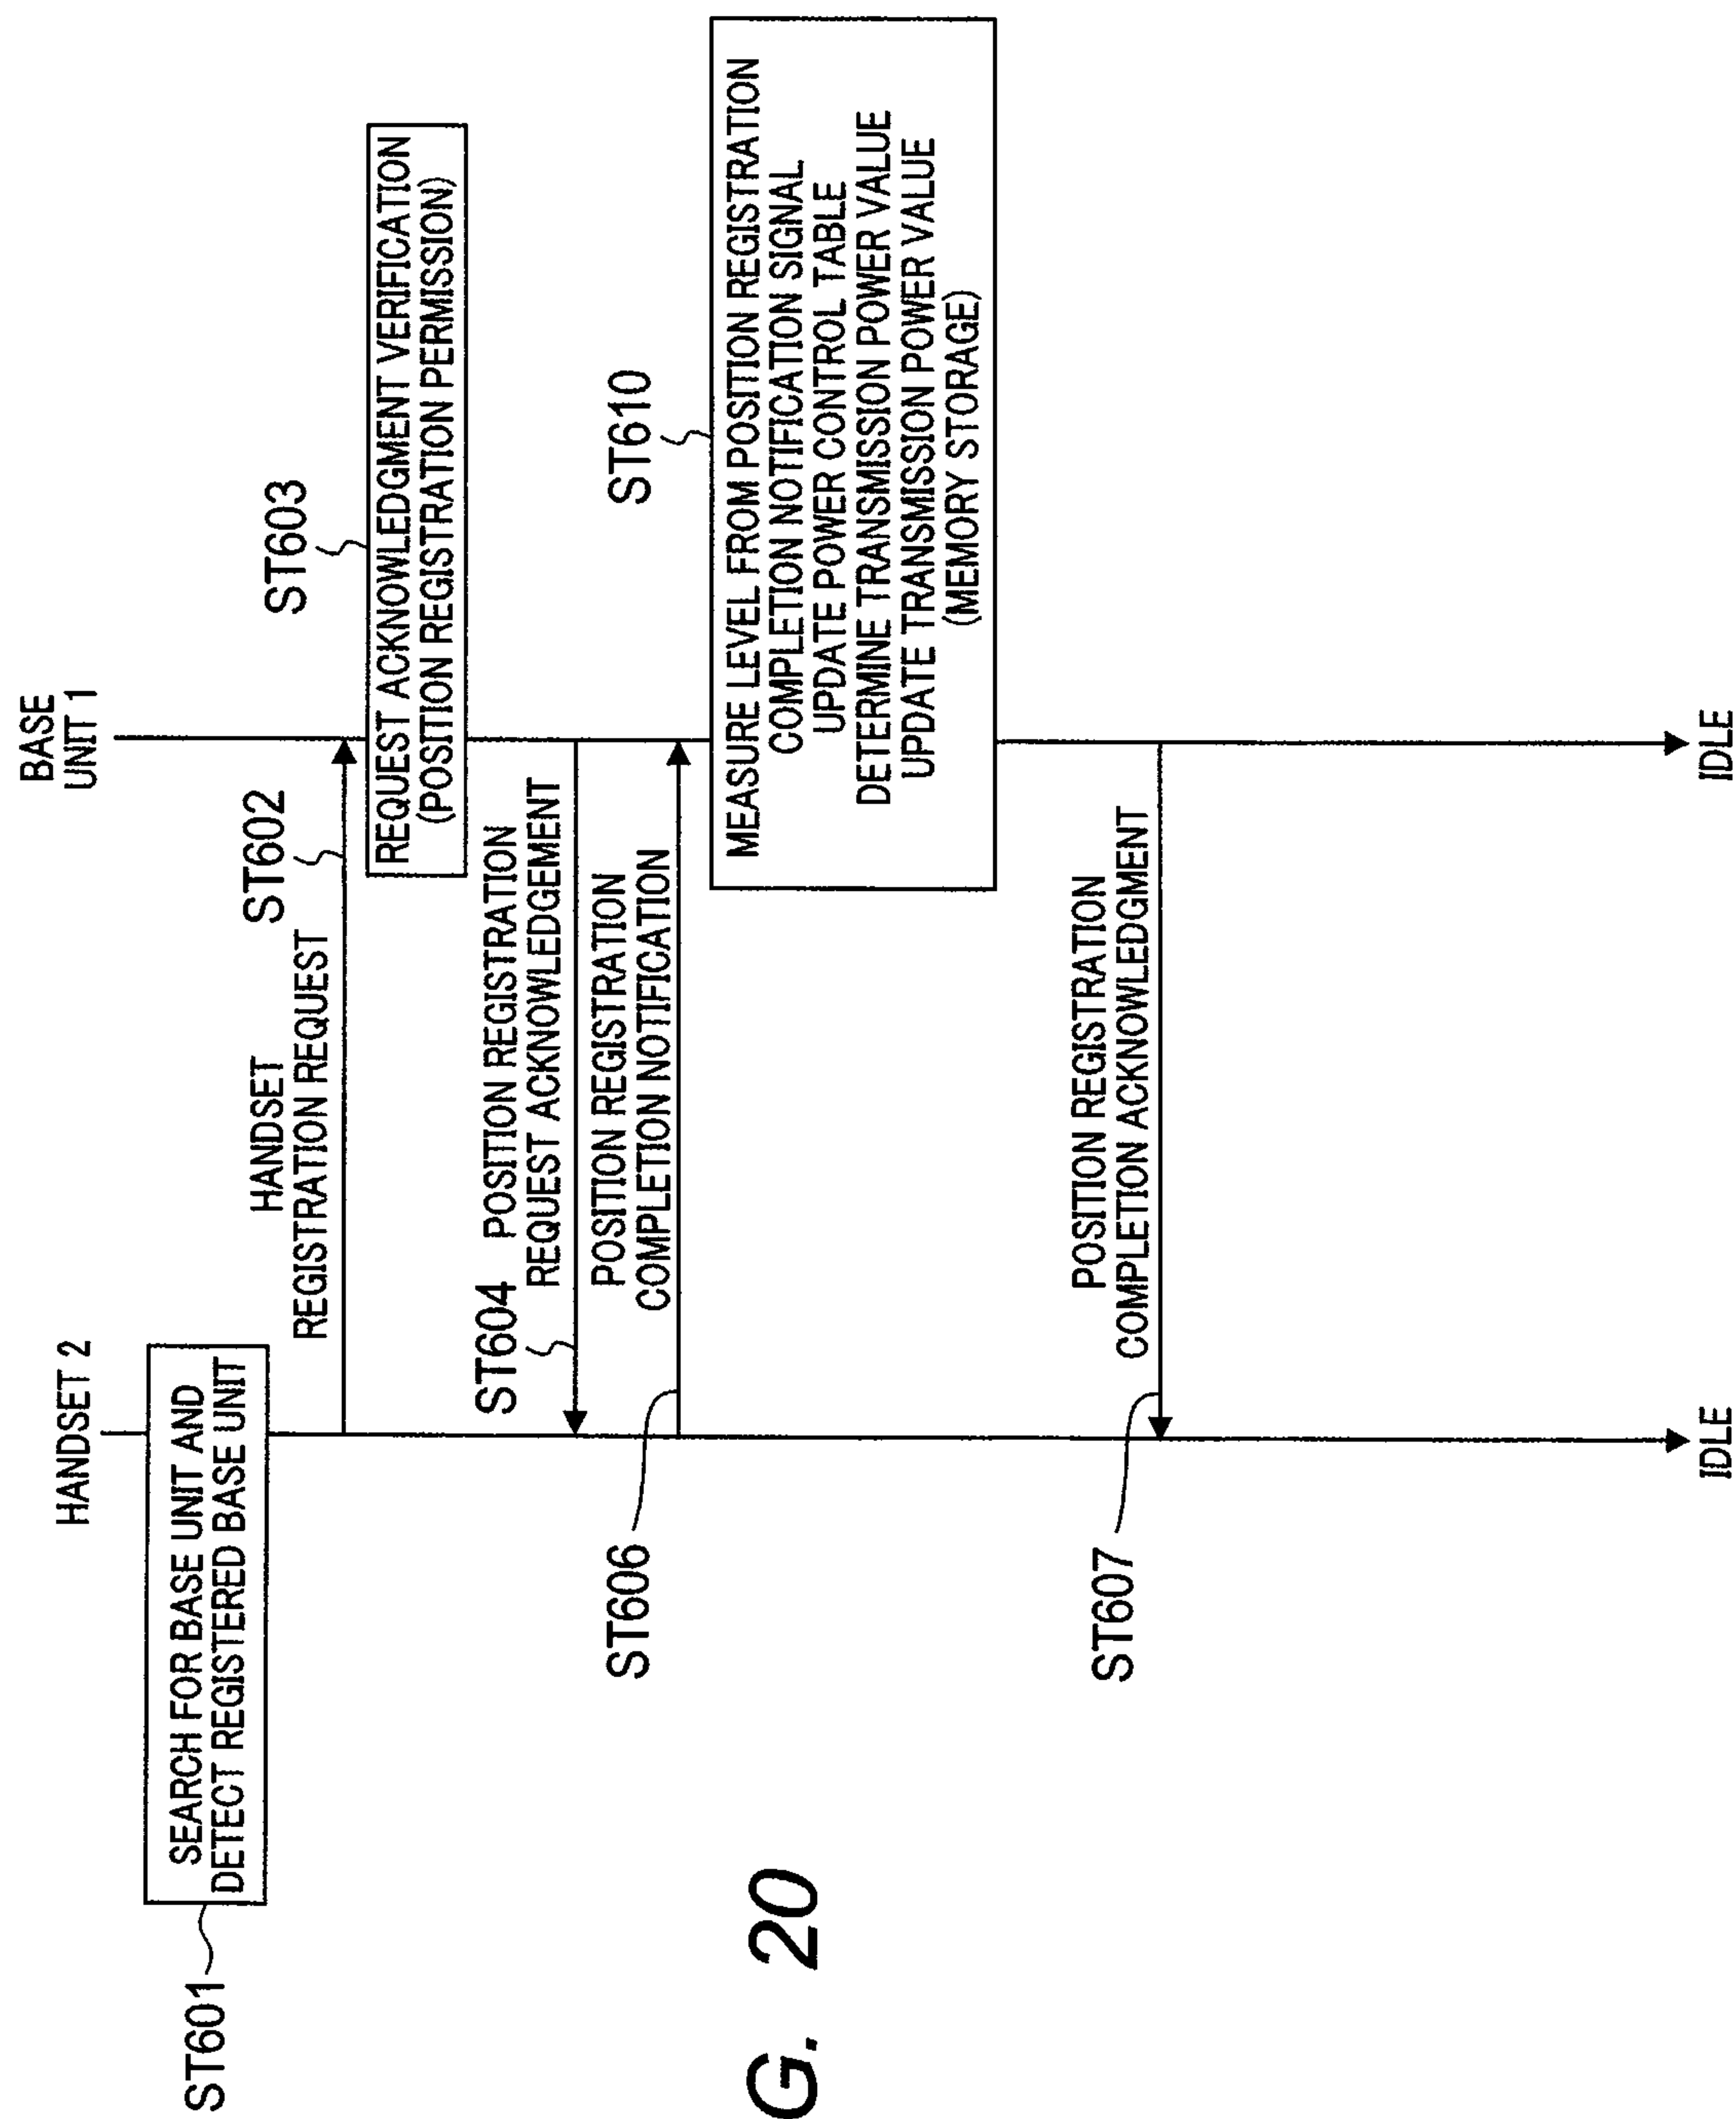 HANDSET 2
BASE
UNIT 1
ST601
SEARCH FOR BASE UNIT AND
DETECT REGISTERED BASE UNIT
HANDSET
REGISTRATION REQUEST
ST602
ST603
REQUEST ACKNOWLEDGMENT VERIFICATION
(POSITION REGISTRATION PERMISSION)
ST604
POSITION REGISTRATION
REQUEST ACKNOWLEDGEMENT
POSITION REGISTRATION
COMPLETION NOTIFICATION
ST606
ST610
MEASURE LEVEL FROM POSITION REGISTRATION
COMPLETION NOTIFICATION SIGNAL
UPDATE POWER CONTROL TABLE
DETERMINE TRANSMISSION POWER VALUE
UPDATE TRANSMISSION POWER VALUE
(MEMORY STORAGE)
POSITION REGISTRATION
COMPLETION ACKNOWLEDGMENT
ST607
IDLE
IDLE
G. 20